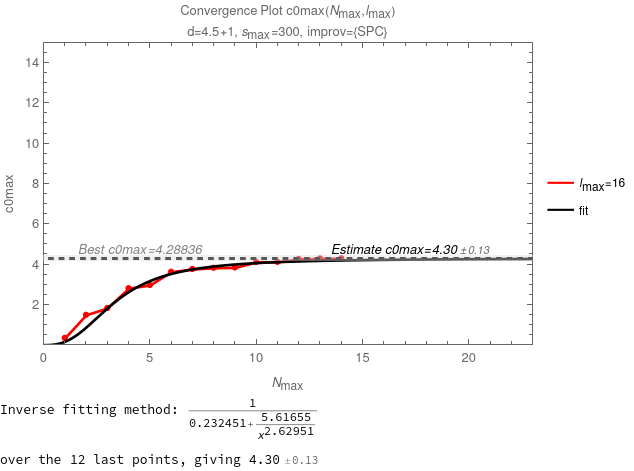 Convergence Plot c0max(Nmax,lmax)
d=4.5+1, smax=300, improv={SPC}
14
12
10
8
6
4
2
c0max
Best c0max=4.28836
Estimate c0max=4.30 ±0.13
lmax=16
fit
0 5 10 15 20
Nmax
Inverse fitting method: 1
0.232451+ 5.61655
x2.62951
over the 12 last points, giving 4.30 ±0.13